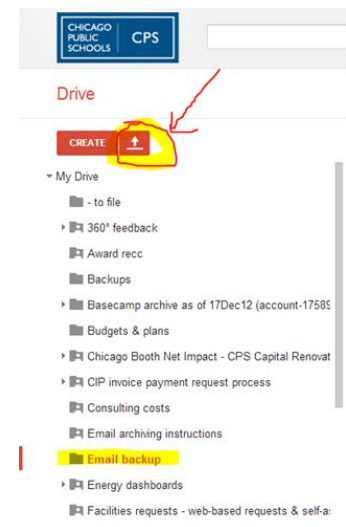 CHICAGO
PUBLIC
SCHOOLS
CPS
Drive
CREATE
My Drive
- to file
360° feedback
Award recc
Backups
Basecamp archive as of 17Dec12 (account-17589
Budgets & plans
Chicago Booth Net Impact - CPS Capital Renovat
CIP invoice payment request process
Consulting costs
Email archiving instructions
Email backup
Energy dashboards
Facilities requests - web-based requests & self-a